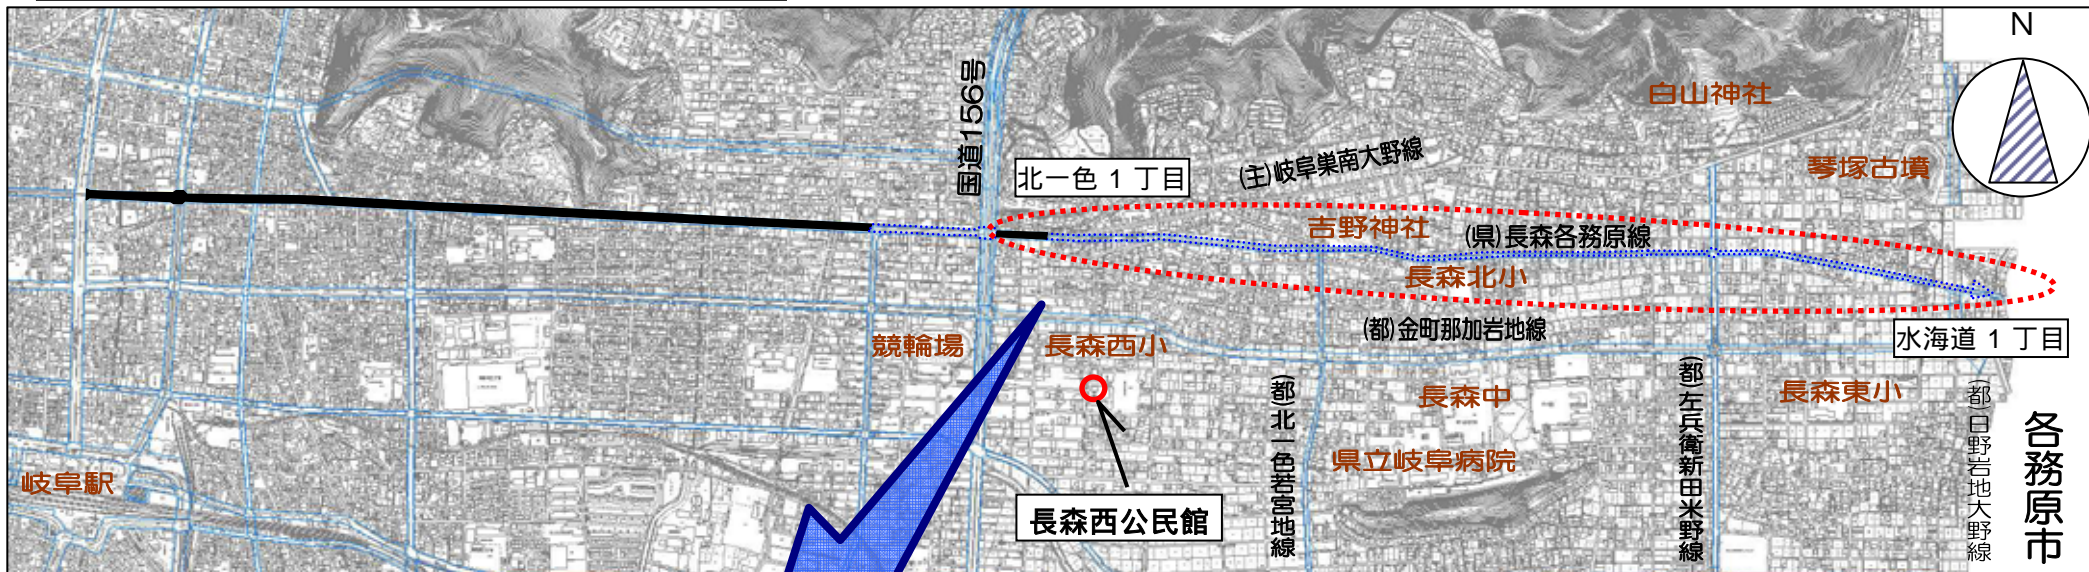 N
国道156号
白山神社
北一色 1 丁目
(主)岐阜巣南大野線
琴塚古墳
吉野神社
(県)長森各務原線
長森北小
(都)金町那加岩地線
水海道 1 丁目
競輪場
長森西小
長森中
長森東小
(都)北一色若宮地線
(都)左兵衛新田米野線
(都)日野岩地大野線
各務原市
県立岐阜病院
岐阜駅
長森西公民館